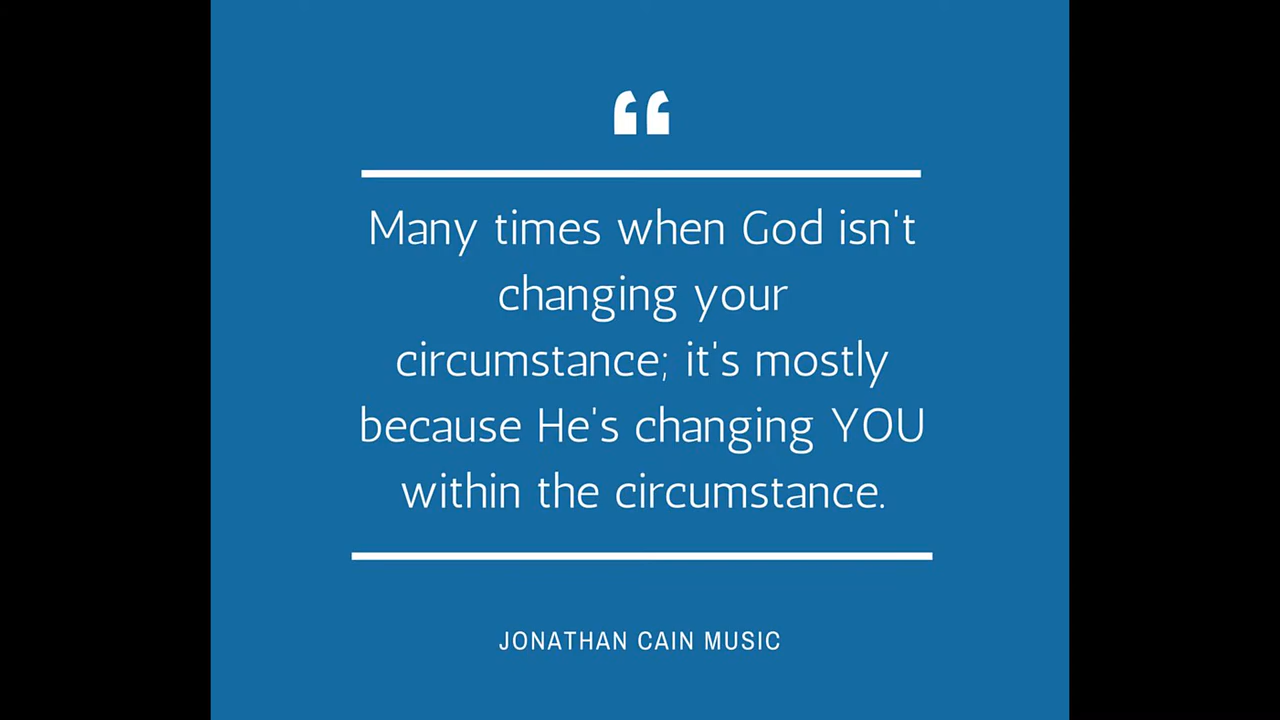 “
Many times when God isn't
changing your
circumstance; it's mostly
because He's changing YOU
within the circumstance.
JONATHAN CAIN MUSIC